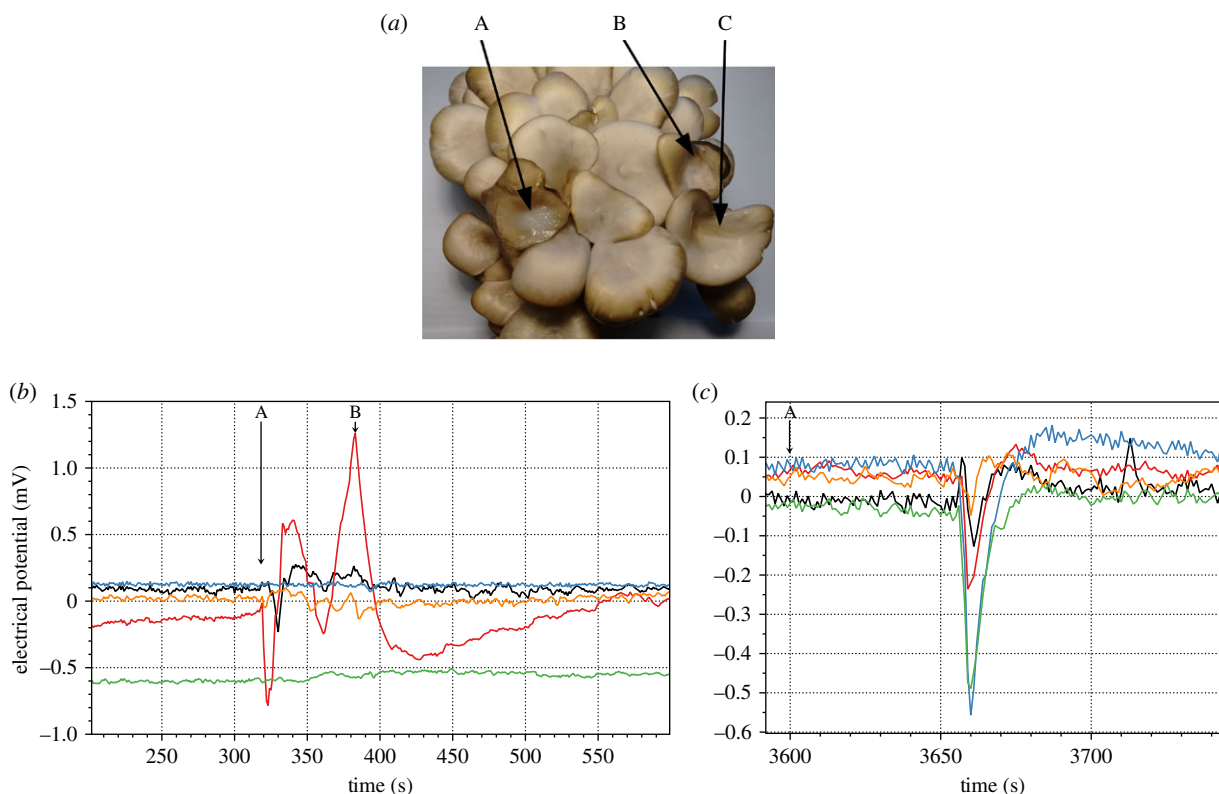 (a) A B C
(b) (c)
electrical potential (mV)
1.5
1.0
0.5
0
–0.5
–1.0
A B
250 300 350 400 450 500 550
time (s)
0.2
0.1
0
–0.1
–0.2
–0.3
–0.4
–0.5
–0.6
A
3600 3650 3700
time (s)